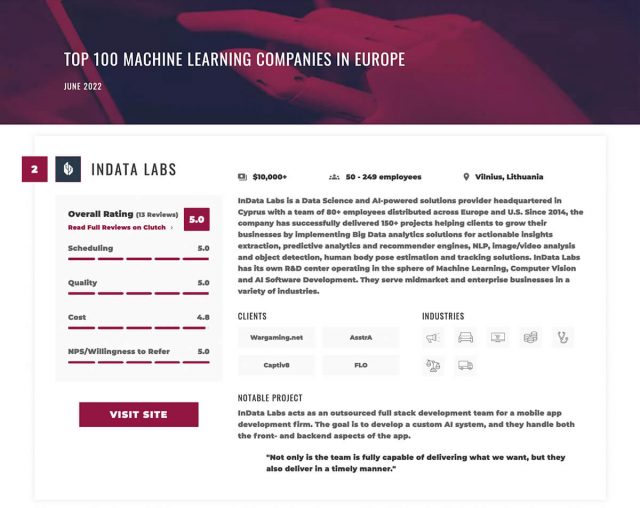 TOP 100 MACHINE LEARNING COMPANIES IN EUROPE
JUNE 2022
2
INDATA LABS
$10,000+
50 - 249 employees
Vilnius, Lithuania
Overall Rating (13 Reviews)
5.0
Read Full Reviews on Clutch ›
Scheduling 5.0
Quality 5.0
Cost 4.8
NPS/Willingness to Refer 5.0
VISIT SITE
InData Labs is a Data Science and AI-powered solutions provider headquartered in
Cyprus with a team of 80+ employees distributed across Europe and U.S. Since 2014, the
company has successfully delivered 150+ projects helping clients to grow their
businesses by implementing Big Data analytics solutions for actionable insights
extraction, predictive analytics and recommender engines, NLP, image/video analysis
and object detection, human body pose estimation and tracking solutions. InData Labs
has its own R&D center operating in the sphere of Machine Learning, Computer Vision
and AI Software Development. They serve midmarket and enterprise businesses in a
variety of industries.
CLIENTS
Wargaming.net
AsstrA
Captiv8
FLO
INDUSTRIES
NOTABLE PROJECT
InData Labs acts as an outsourced full stack development team for a mobile app
development firm. The goal is to develop a custom AI system, and they handle both
the front- and backend aspects of the app.
"Not only is the team is fully capable of delivering what we want, but they
also deliver in a timely manner."